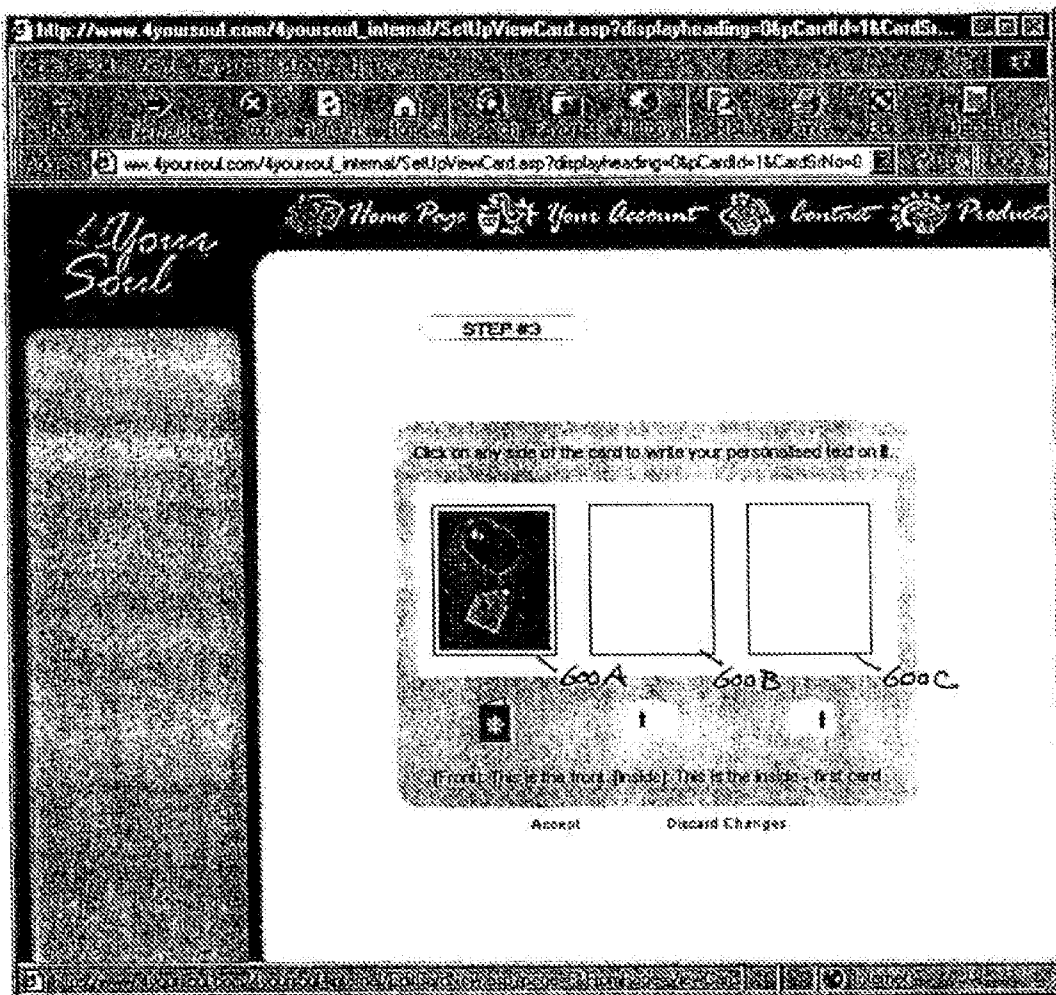 http://www.4yoursoul.com/4yoursoul_internal/SetUpViewCard.asp?displayheading=0&pCardId=1&CardSr...
ww.4yoursoul.com/4yoursoul_internal/SetUpViewCard.asp?displayheading=0&pCardId=1&CardSrNo=0
4 Your Soul
Home Page Your Account Contact Products
STEP #3
Click on any side of the card to write your personalised text on it.
600A 600B 600C
(Front): This is the front. (Inside): This is the inside - first card
Accept Discard Changes